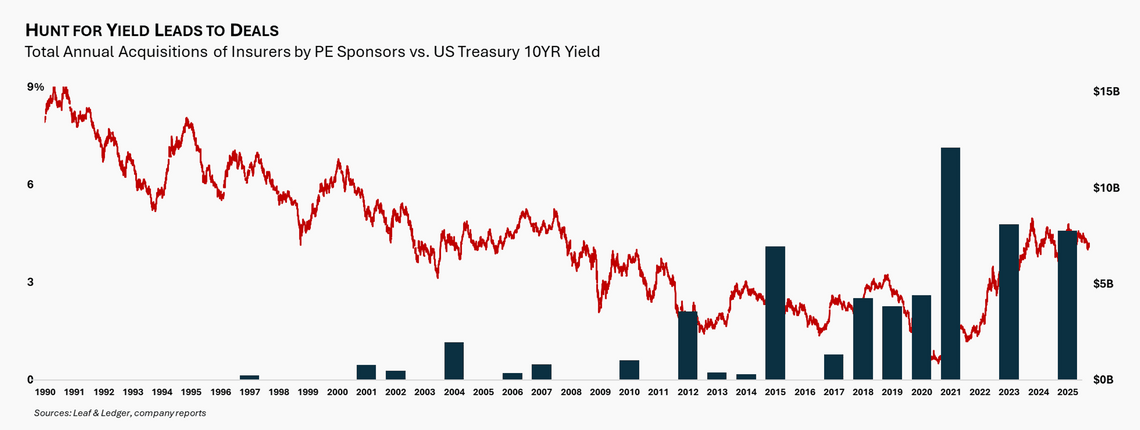 HUNT FOR YIELD LEADS TO DEALS
Total Annual Acquisitions of Insurers by PE Sponsors vs. US Treasury 10YR Yield
9%
$15B
6
$10B
3
$5B
0
$0B
1990 1991 1992 1993 1994 1995 1996 1997 1998 1999 2000 2001 2002 2003 2004 2005 2006 2007 2008 2009 2010 2011 2012 2013 2014 2015 2016 2017 2018 2019 2020 2021 2022 2023 2024 2025
Sources: Leaf & Ledger, company reports